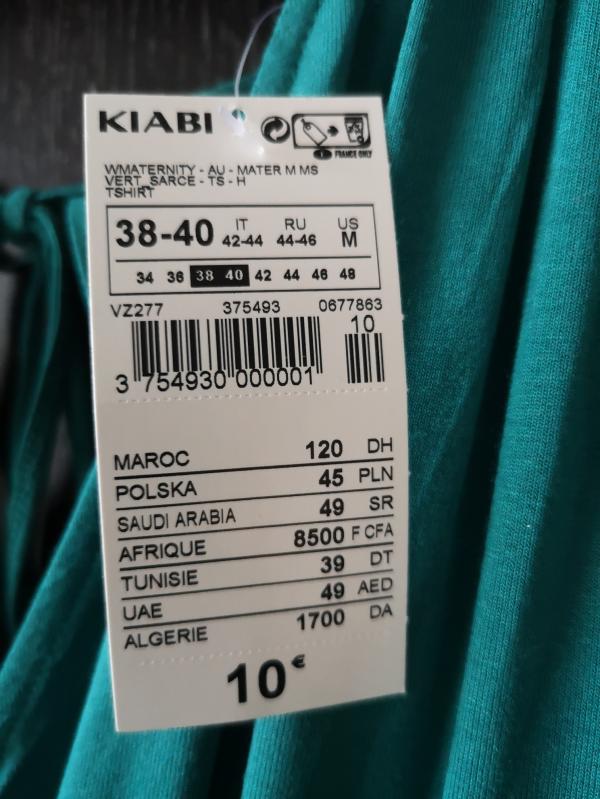 KIABI
FRANCE ONLY
WMATERNITY - AU - MATER M MS
VERT_SARCE - TS - H
TSHIRT
38-40 IT 42-44 RU 44-46 US M
34 36 38 40 42 44 46 48
VZ277 375493 0677863
10
3 754930 000001
MAROC 120 DH
POLSKA 45 PLN
SAUDI ARABIA 49 SR
AFRIQUE 8500 F CFA
TUNISIE 39 DT
UAE 49 AED
ALGERIE 1700 DA
10€